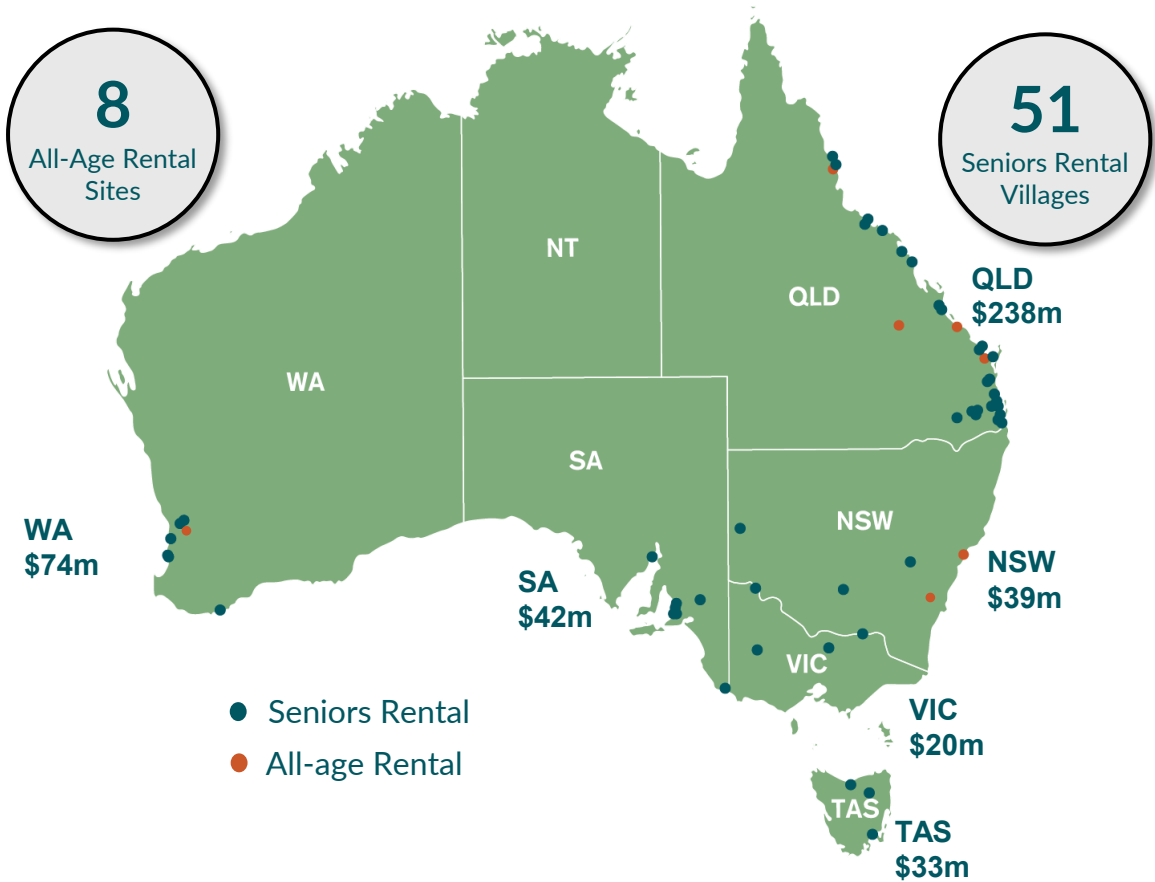 8
All-Age Rental
Sites
51
Seniors Rental
Villages
NT
QLD
$238m
QLD
WA
SA
NSW
WA
$74m
SA
$42m
NSW
$39m
VIC
Seniors Rental
All-age Rental
VIC
$20m
TAS
TAS
$33m